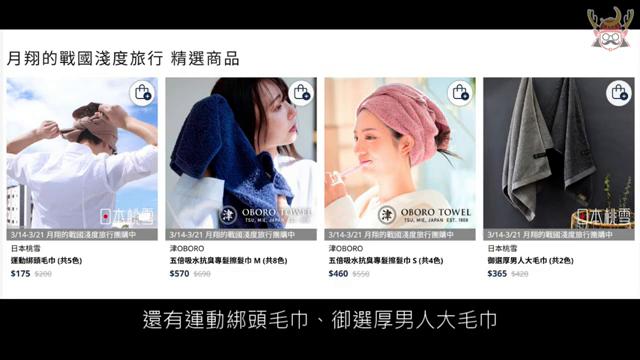 月翔的戰國淺度旅行 精選商品
日本桃雪
津 OBORO TOWEL
TSU, MIE, JAPAN EST. 1908
津 OBORO TOWEL
TSU, MIE, JAPAN EST. 1908
日本桃雪
3/14-3/21 月翔的戰國淺度旅行團購中
3/14-3/21 月翔的戰國淺度旅行團購中
3/14-3/21 月翔的戰國淺度旅行團購中
3/14-3/21 月翔的戰國淺度旅行團購中
日本桃雪
運動綁頭毛巾 (共5色)
$175 $200
津OBORO
五倍吸水抗臭專髮擦髮巾 M (共8色)
$570 $690
津OBORO
五倍吸水抗臭專髮擦髮巾 S (共4色)
$460 $550
日本桃雪
御選厚男人大毛巾 (共2色)
$365 $420
還有運動綁頭毛巾、御選厚男人大毛巾